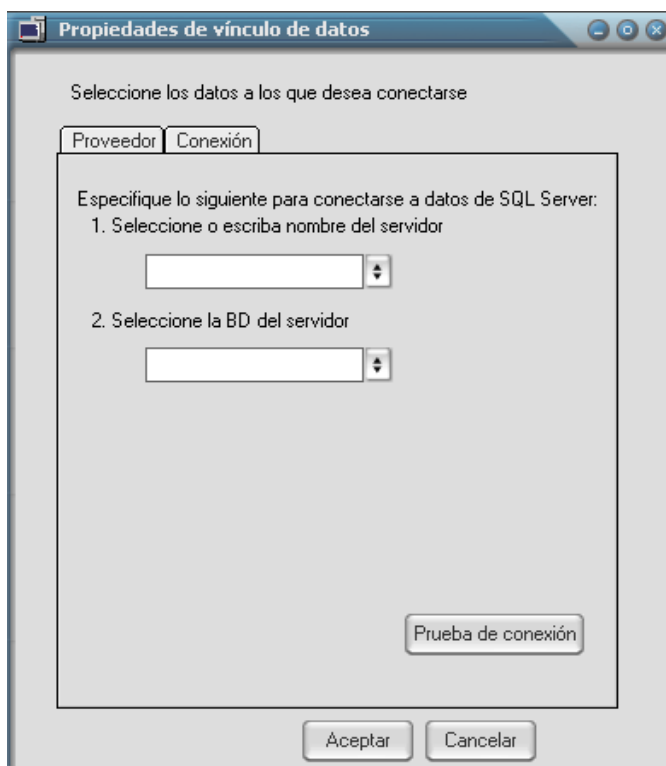 Propiedades de vínculo de datos
Seleccione los datos a los que desea conectarse
Proveedor Conexión
Especifique lo siguiente para conectarse a datos de SQL Server:
1. Seleccione o escriba nombre del servidor
2. Seleccione la BD del servidor
Prueba de conexión
Aceptar Cancelar